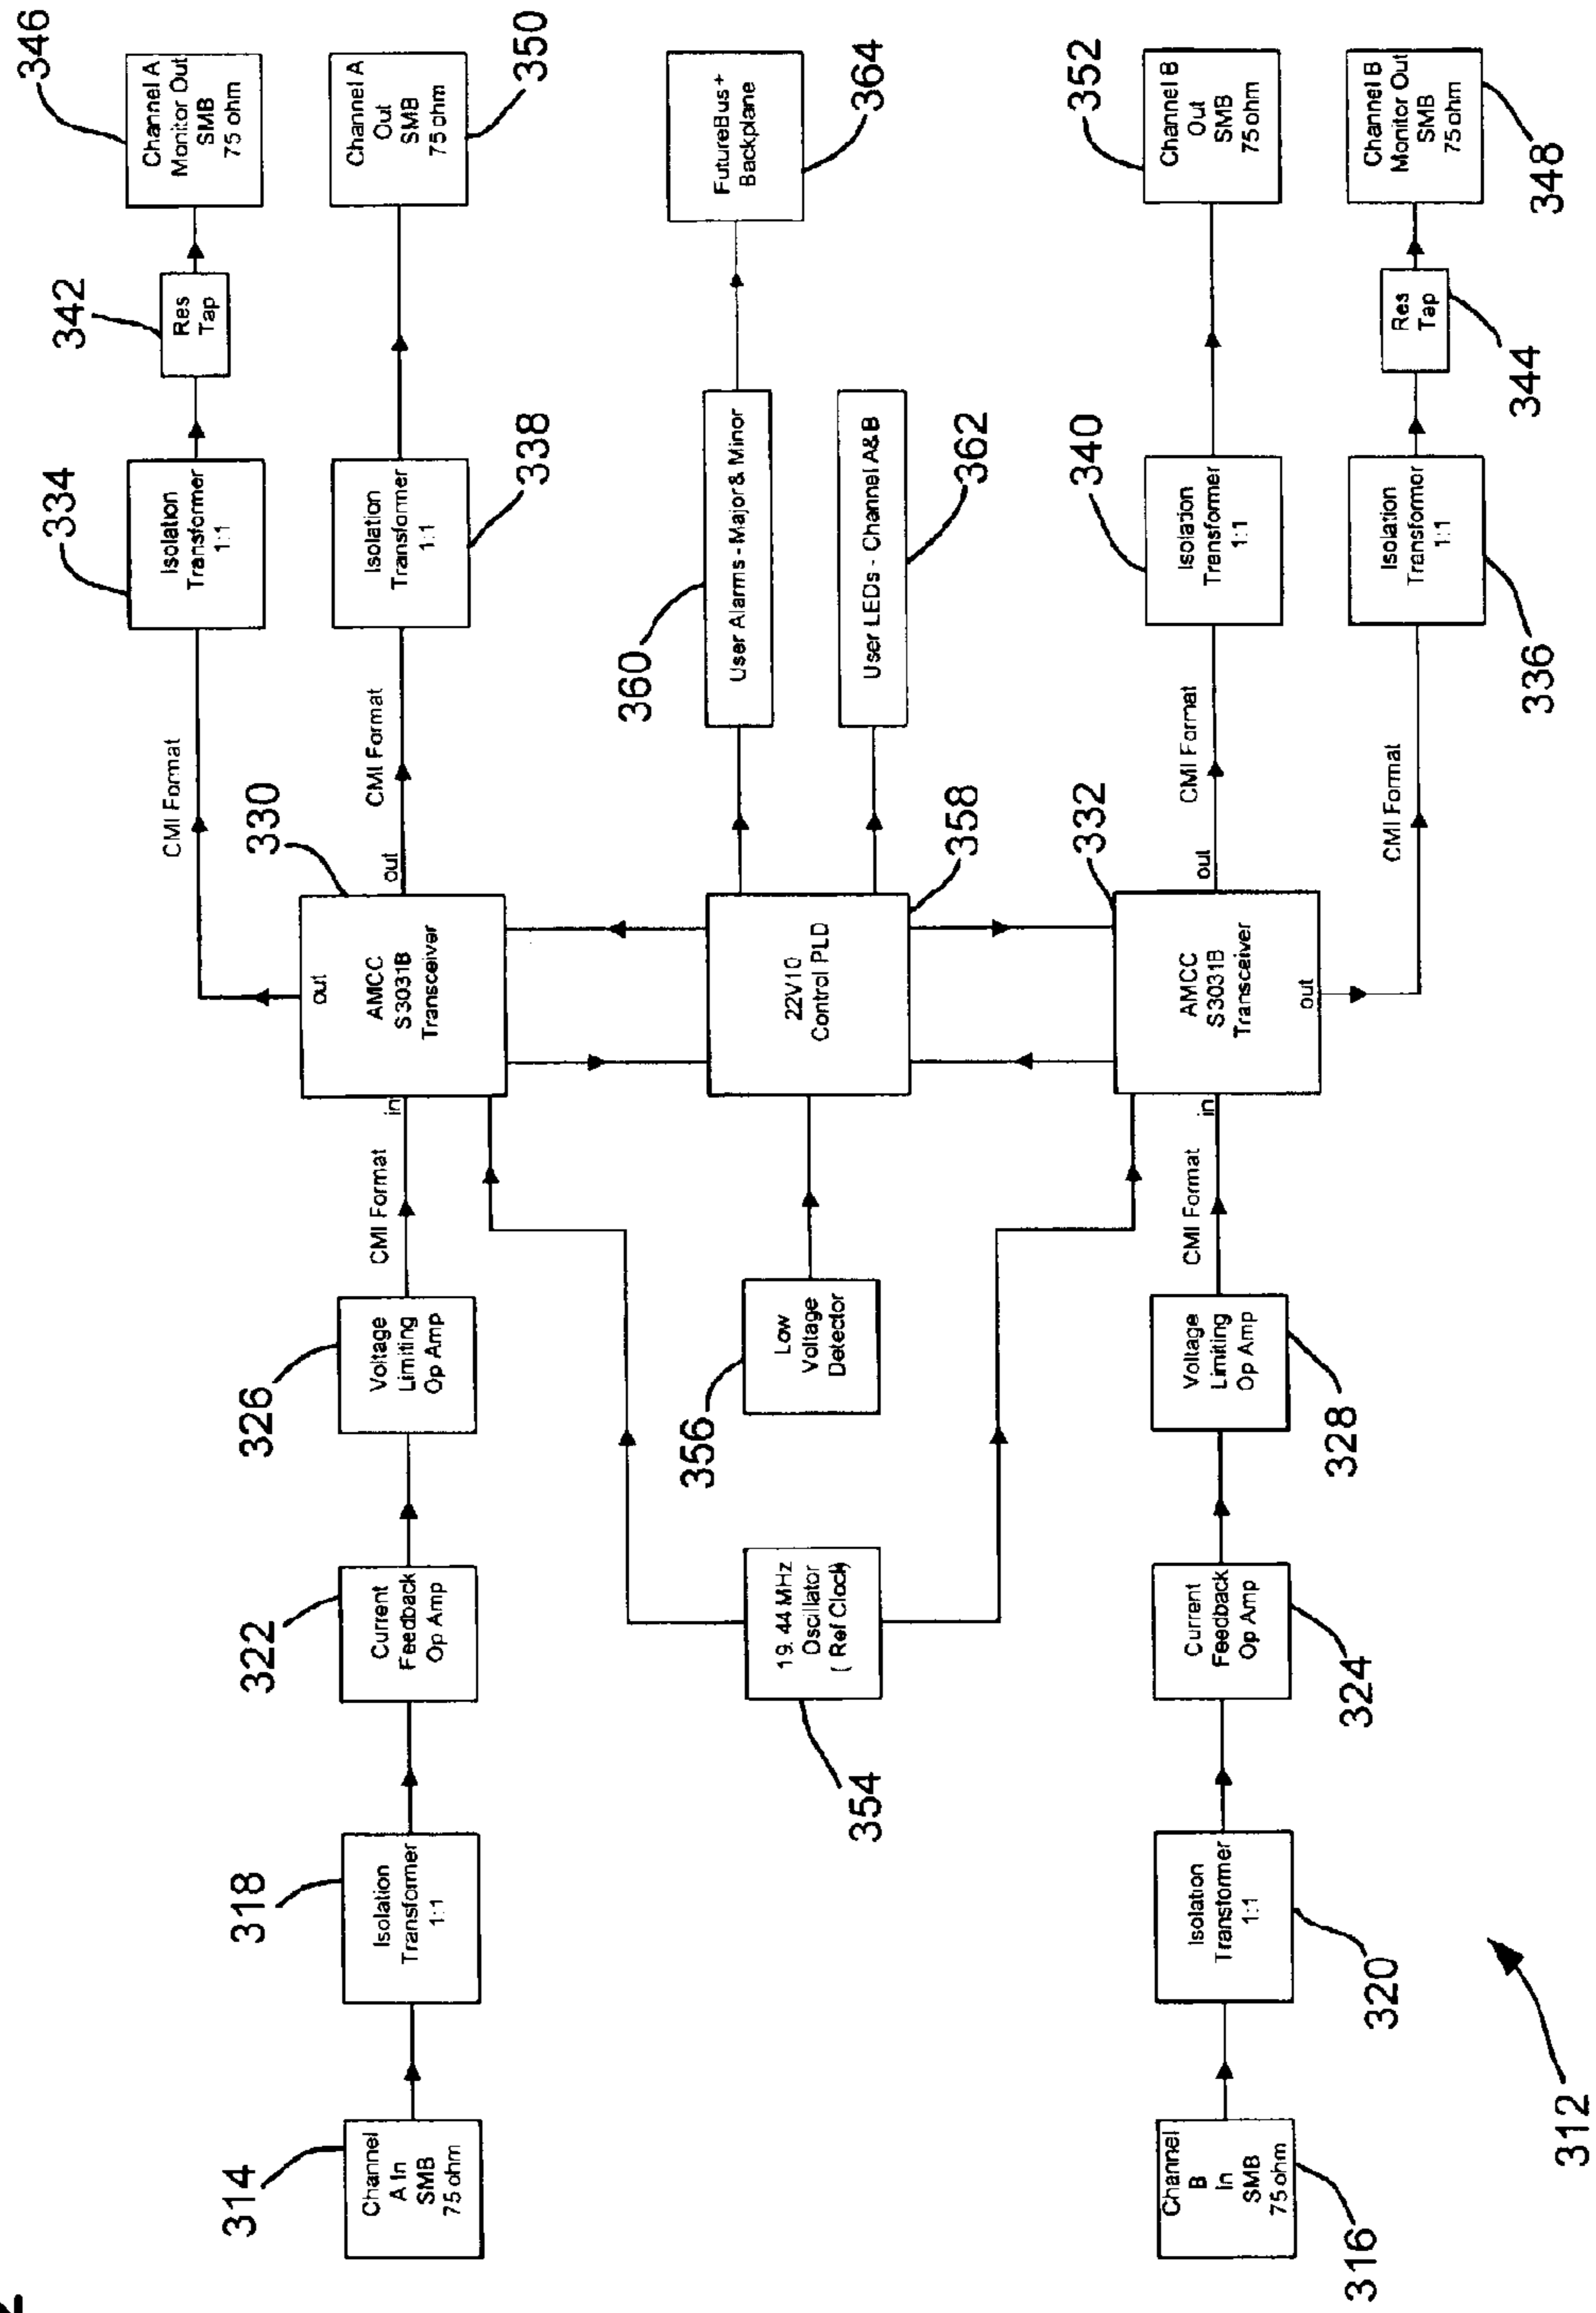 346
Channel A
Monitor Out
SMB
75 ohm
342
Res
Tap
334
Isolation
Transformer
1:1
CMI Format
314
Channel
A In
SMB
75 ohm
318
Isolation
Transformer
1:1
322
Current
Feedback
Op Amp
326
Voltage
Limiting
Op Amp
CMI Format
in
330
out
AMCC
S3031B
Transceiver
out
CMI Format
Isolation
Transformer
1:1
338
Channel A
Out
SMB
75 ohm
350
354
19.44 MHz
Oscillator
( Ref Clock)
356
Low
Voltage
Detector
22V10
Control PLD
358
360
User Alarms - Major & Minor
User LEDs - Channel A&B
362
FutureBus +
Backplane
364
316
Channel
B
In
SMB
75 ohm
320
Isolation
Transformer
1:1
324
Current
Feedback
Op Amp
328
Voltage
Limiting
Op Amp
CMI Format
in
332
AMCC
S3031B
Transceiver
out
out
CMI Format
340
Isolation
Transformer
1:1
352
Channel B
Out
SMB
75 ohm
CMI Format
336
Isolation
Transformer
1:1
344
Res
Tap
348
Channel B
Monitor Out
SMB
75 ohm
312